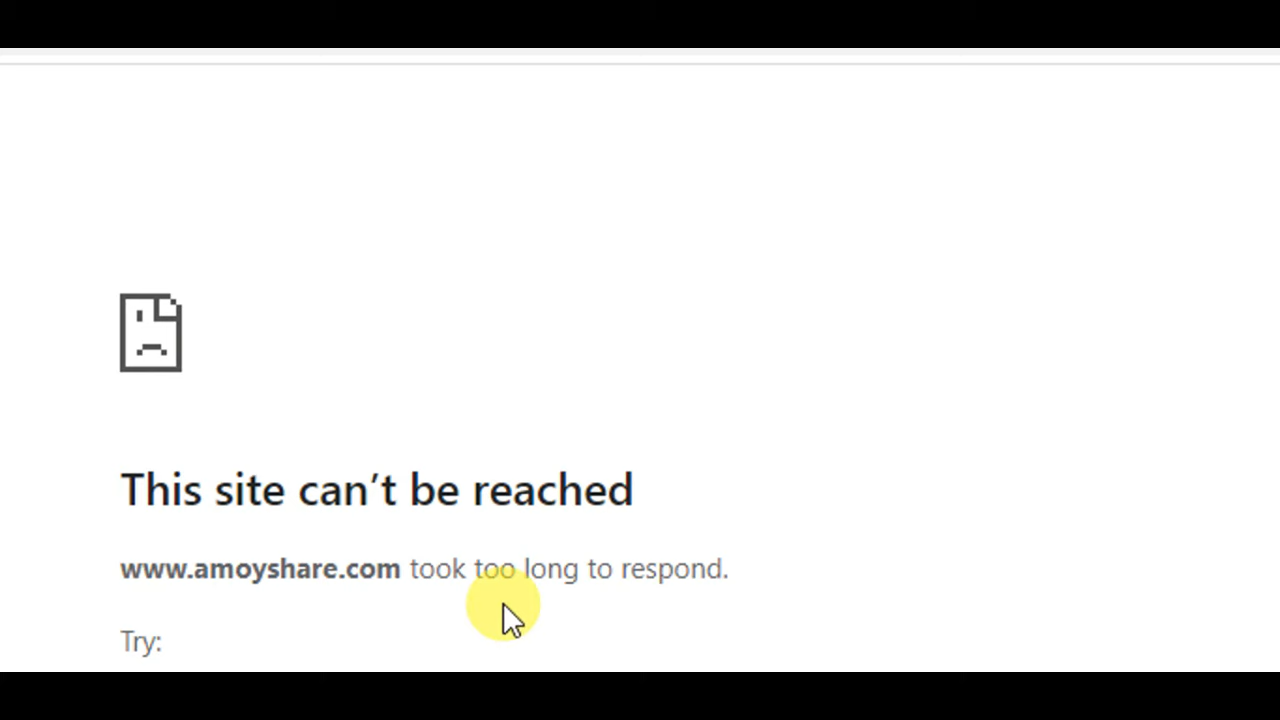 This site can’t be reached
www.amoyshare.com took too long to respond.
Try: